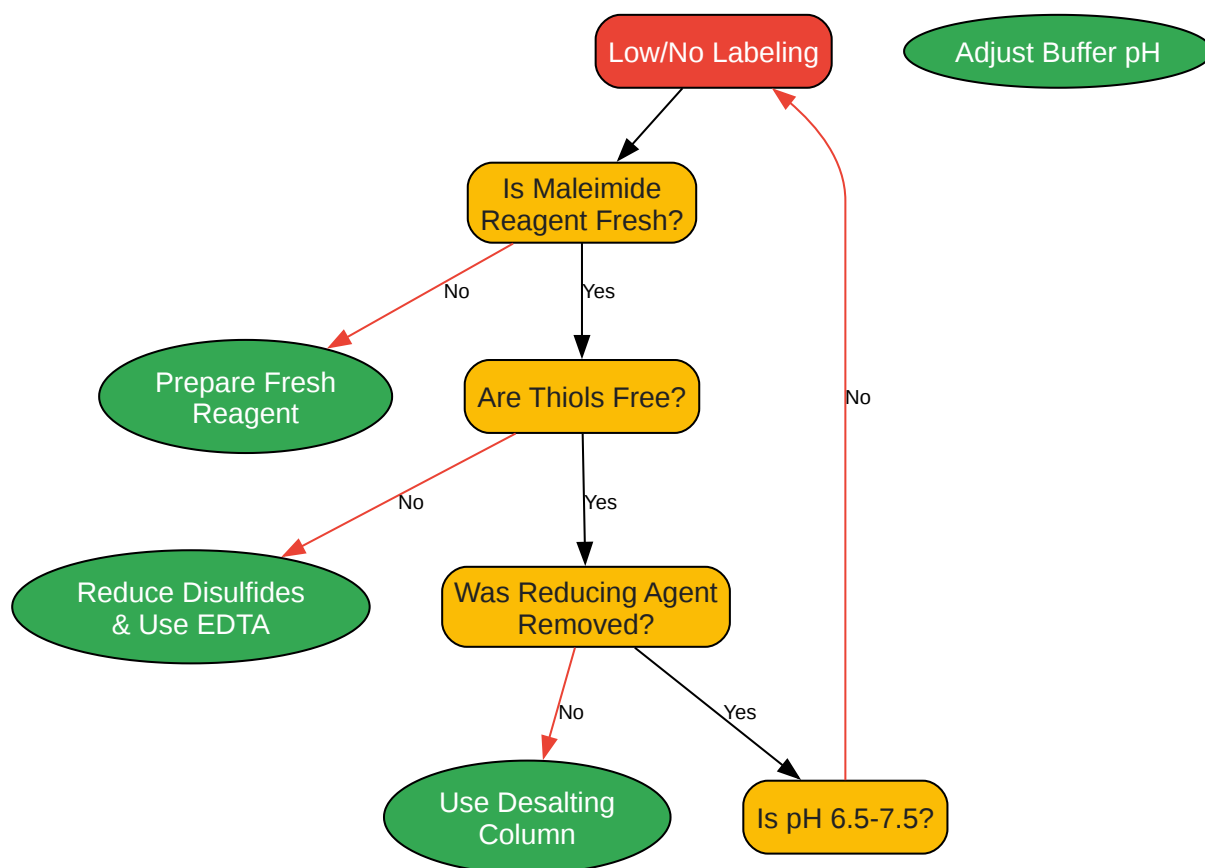 Low/No Labeling
Adjust Buffer pH
Is Maleimide
Reagent Fresh?
No
Yes
Prepare Fresh
Reagent
Are Thiols Free?
No
No
Yes
Reduce Disulfides
& Use EDTA
Was Reducing Agent
Removed?
No
Yes
Use Desalting
Column
Is pH 6.5-7.5?